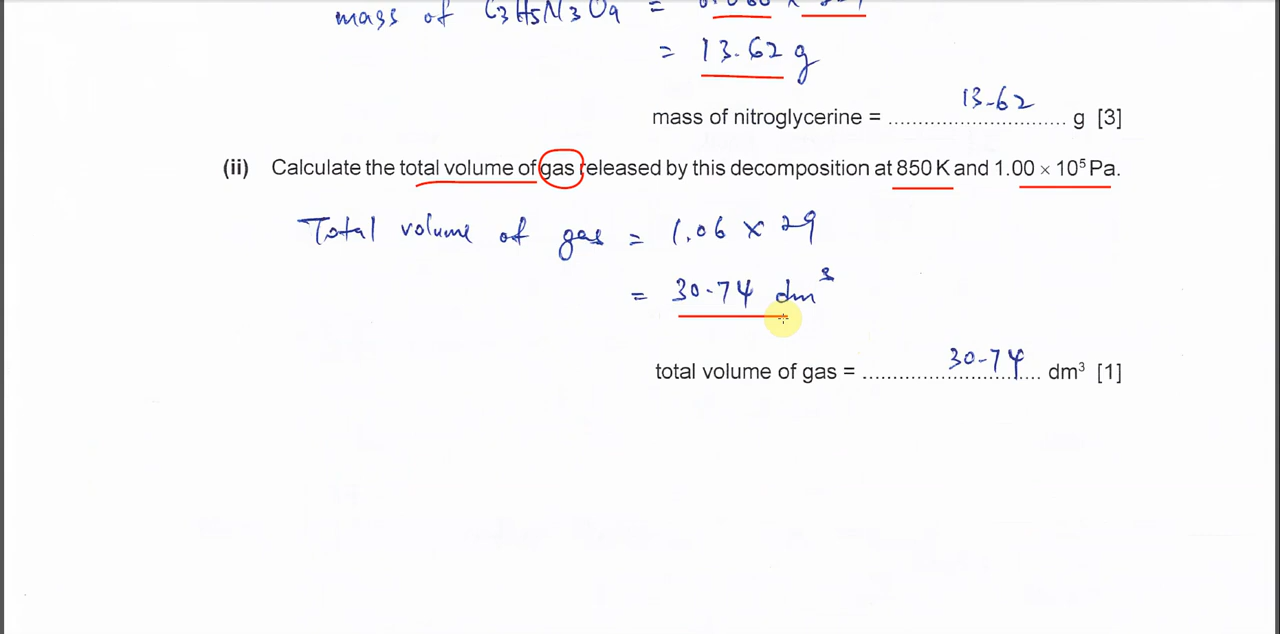 mass of C3H5N3O9 =
= 13.62 g
13.62
mass of nitroglycerine = .............................. g [3]
(ii) Calculate the total volume of gas released by this decomposition at 850 K and 1.00 × 10⁵ Pa.
Total volume of gas = 1.06 × 29
= 30.74 dm³
30.74
total volume of gas = .............................. dm³ [1]